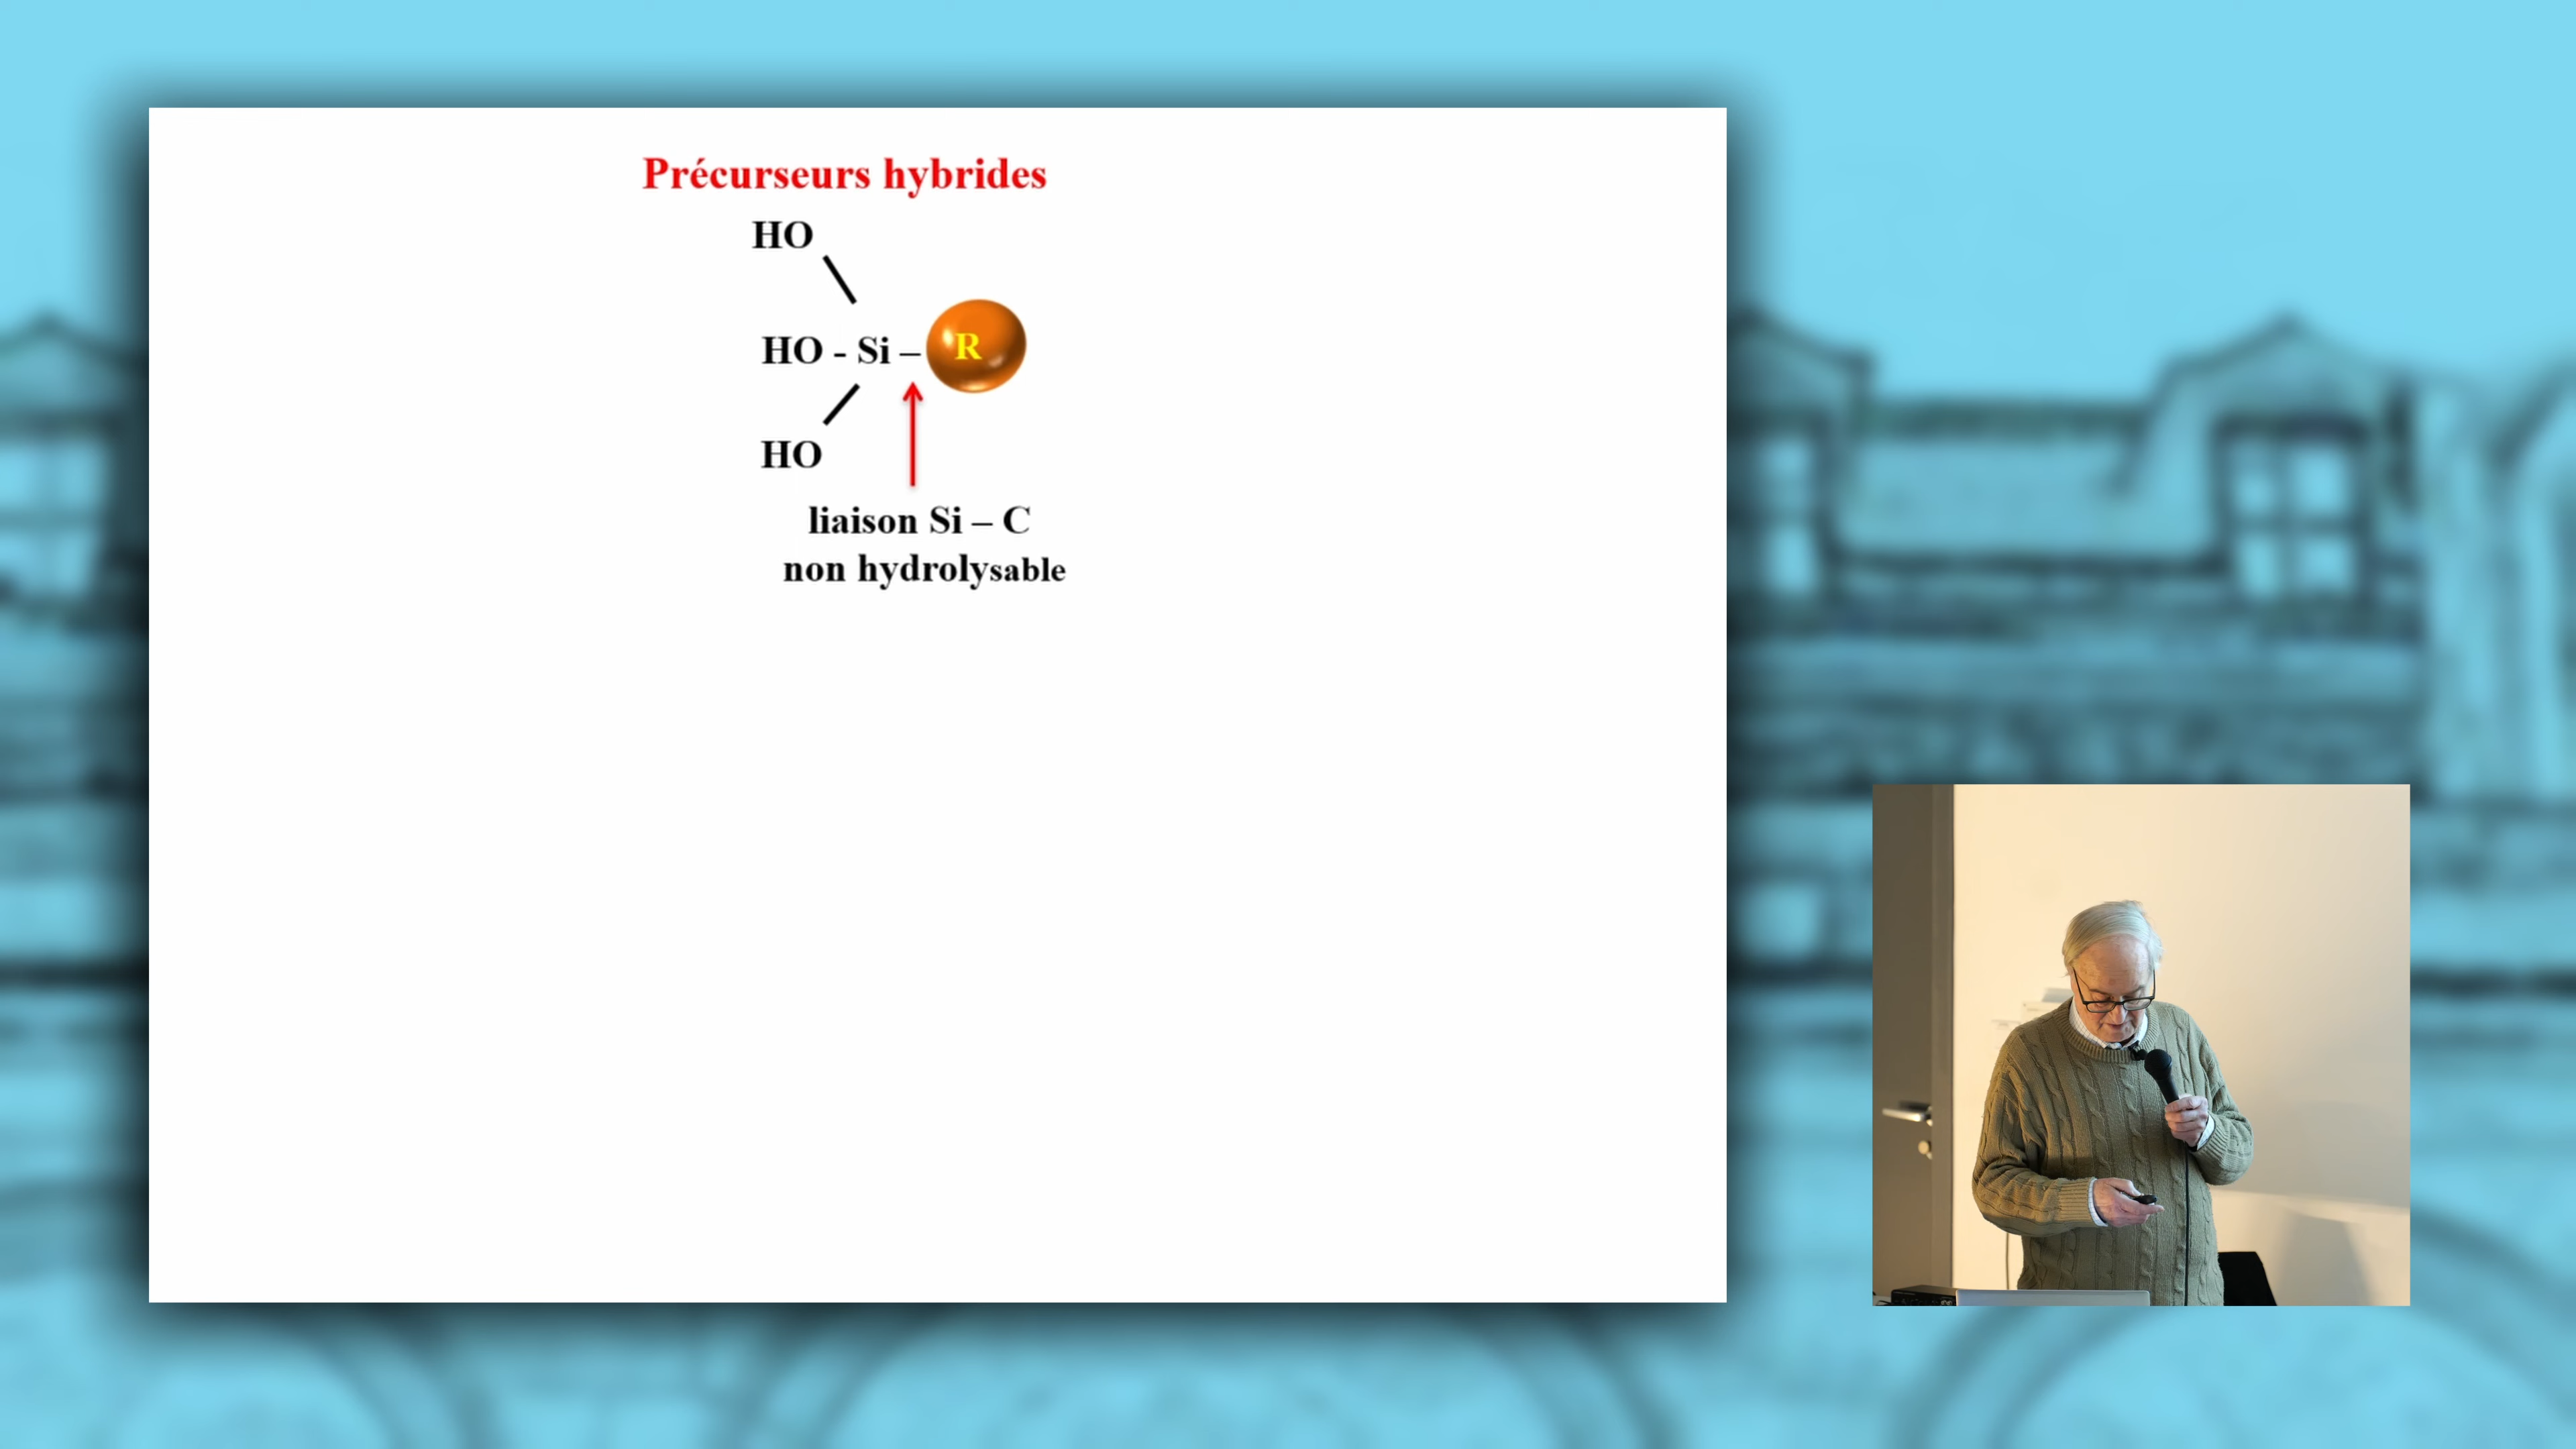 Précurseurs hybrides
HO
HO - Si – R
HO
liaison Si – C
non hydrolysable